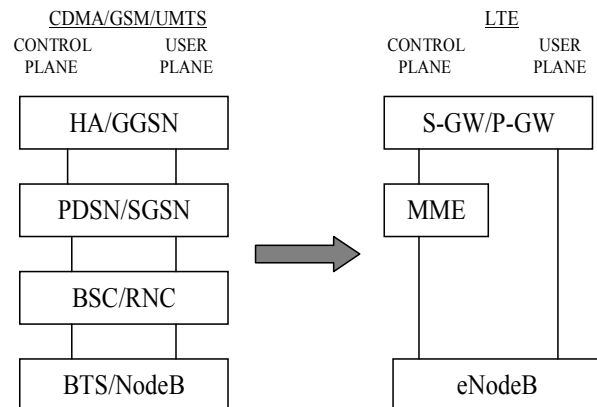 CDMA/GSM/UMTS
CONTROL PLANE
USER PLANE
HA/GGSN
PDSN/SGSN
BSC/RNC
BTS/NodeB
LTE
CONTROL PLANE
USER PLANE
S-GW/P-GW
MME
eNodeB